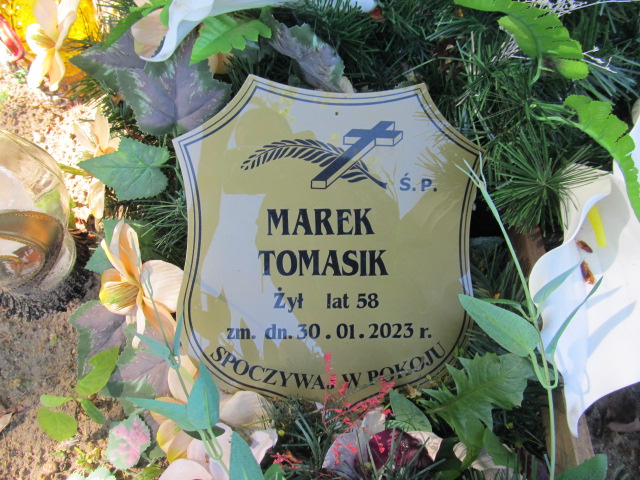 Ś.P.
MAREK
TOMASIK
Żył lat 58
zm. dn. 30.01.2023 r.
SPOCZYWAJ W POKOJU